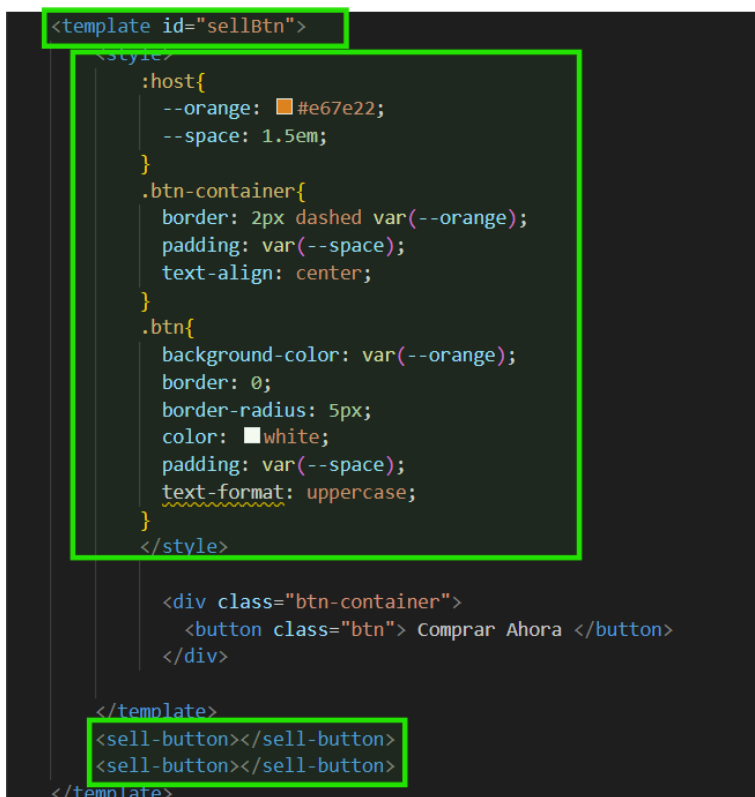 <template id="sellBtn">
<style>
:host{
--orange: #e67e22;
--space: 1.5em;
}
.btn-container{
border: 2px dashed var(--orange);
padding: var(--space);
text-align: center;
}
.btn{
background-color: var(--orange);
border: 0;
border-radius: 5px;
color: white;
padding: var(--space);
text-format: uppercase;
}
</style>
<div class="btn-container">
<button class="btn"> Comprar Ahora </button>
</div>
</template>
<sell-button></sell-button>
<sell-button></sell-button>
</template>